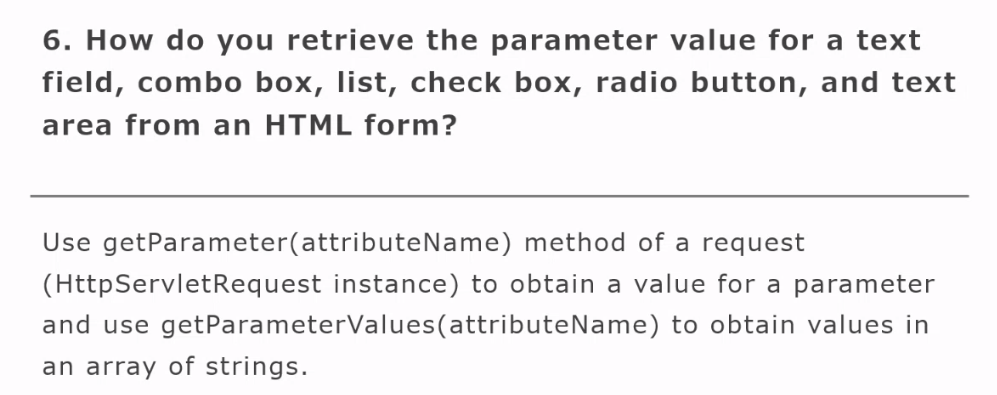 6. How do you retrieve the parameter value for a text
field, combo box, list, check box, radio button, and text
area from an HTML form?
Use getParameter(attributeName) method of a request
(HttpServletRequest instance) to obtain a value for a parameter
and use getParameterValues(attributeName) to obtain values in
an array of strings.